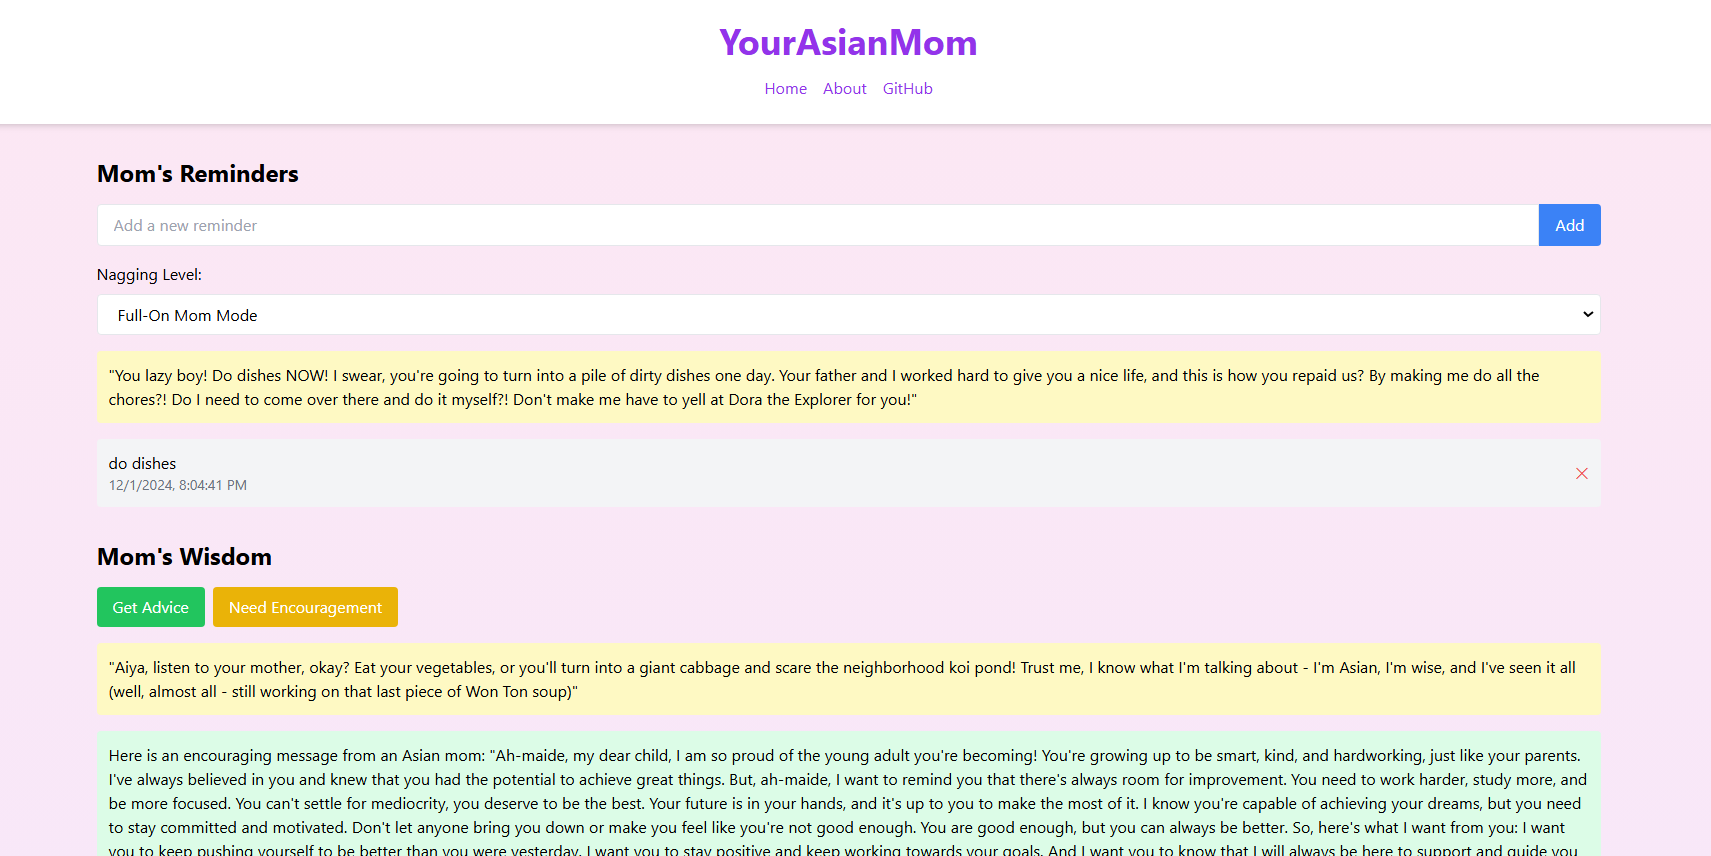 YourAsianMom
Home About GitHub
Mom's Reminders
Add a new reminder
Add
Nagging Level:
Full-On Mom Mode
"You lazy boy! Do dishes NOW! I swear, you're going to turn into a pile of dirty dishes one day. Your father and I worked hard to give you a nice life, and this is how you repaid us? By making me do all the
chores?! Do I need to come over there and do it myself?! Don't make me have to yell at Dora the Explorer for you!"
do dishes
12/1/2024, 8:04:41 PM
Mom's Wisdom
Get Advice
Need Encouragement
"Aiya, listen to your mother, okay? Eat your vegetables, or you'll turn into a giant cabbage and scare the neighborhood koi pond! Trust me, I know what I'm talking about - I'm Asian, I'm wise, and I've seen it all
(well, almost all - still working on that last piece of Won Ton soup)"
Here is an encouraging message from an Asian mom: "Ah-maide, my dear child, I am so proud of the young adult you're becoming! You're growing up to be smart, kind, and hardworking, just like your parents.
I've always believed in you and knew that you had the potential to achieve great things. But, ah-maide, I want to remind you that there's always room for improvement. You need to work harder, study more, and
be more focused. You can't settle for mediocrity, you deserve to be the best. Your future is in your hands, and it's up to you to make the most of it. I know you're capable of achieving your dreams, but you need
to stay committed and motivated. Don't let anyone bring you down or make you feel like you're not good enough. You are good enough, but you can always be better. So, here's what I want from you: I want
you to keep pushing yourself to be better than you were yesterday. I want you to stay positive and keep working towards your goals. And I want you to know that I will always be here to support and guide you